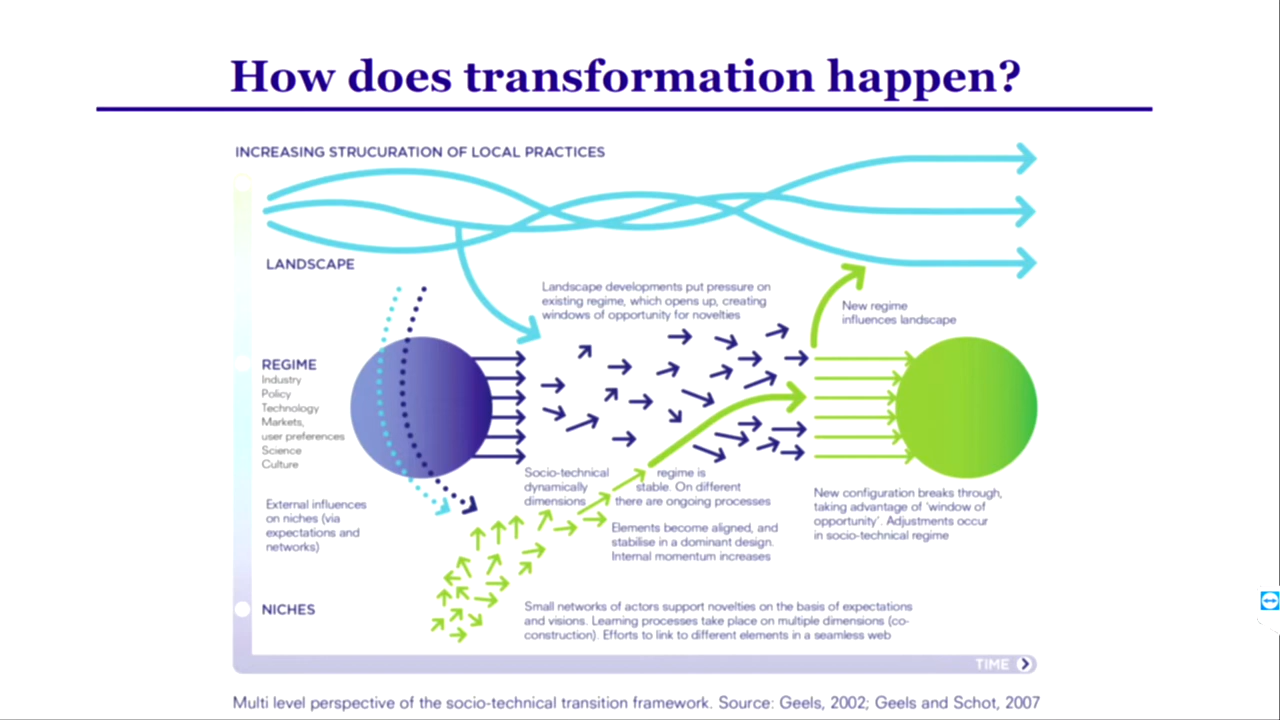 How does transformation happen?
INCREASING STRUCURATION OF LOCAL PRACTICES
LANDSCAPE
Landscape developments put pressure on
existing regime, which opens up, creating
windows of opportunity for novelties
New regime
influences landscape
REGIME
Industry
Policy
Technology
Markets,
user preferences
Science
Culture
Socio-technical regime is
dynamically stable. On different
dimensions there are ongoing processes
External influences
on niches (via
expectations and
networks)
New configuration breaks through,
taking advantage of ‘window of
opportunity’. Adjustments occur
in socio-technical regime
Elements become aligned, and
stabilise in a dominant design.
Internal momentum increases
NICHES
Small networks of actors support novelties on the basis of expectations
and visions. Learning processes take place on multiple dimensions (co-
construction). Efforts to link to different elements in a seamless web
TIME
Multi level perspective of the socio-technical transition framework. Source: Geels, 2002; Geels and Schot, 2007